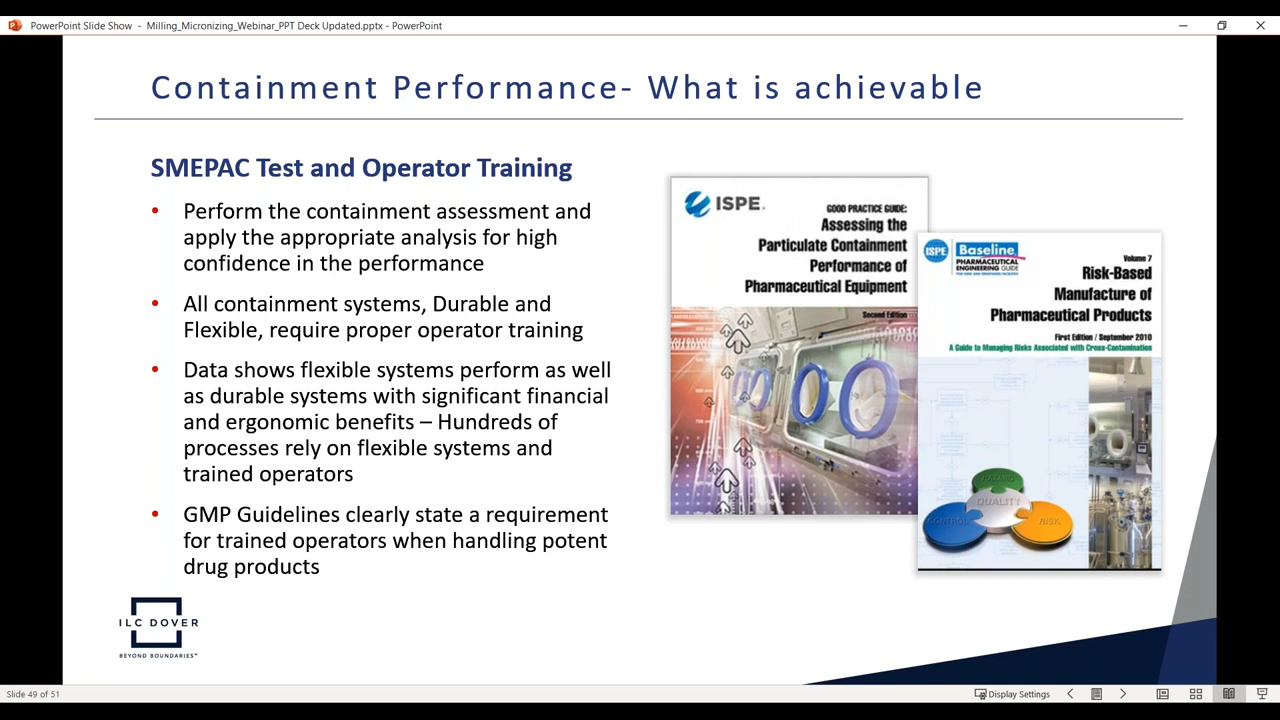 PowerPoint Slide Show - Milling_Micronizing_Webinar_PPT Deck Updated.pptx - PowerPoint
Containment Performance- What is achievable
SMEPAC Test and Operator Training
• Perform the containment assessment and
apply the appropriate analysis for high
confidence in the performance
• All containment systems, Durable and
Flexible, require proper operator training
• Data shows flexible systems perform as well
as durable systems with significant financial
and ergonomic benefits – Hundreds of
processes rely on flexible systems and
trained operators
• GMP Guidelines clearly state a requirement
for trained operators when handling potent
drug products
ISPE.
GOOD PRACTICE GUIDE:
Assessing the
Particulate Containment
Performance of
Pharmaceutical Equipment
Second Edition
ISPE
Baseline
PHARMACEUTICAL
ENGINEERING GUIDE
Volume 7
Risk-Based
Manufacture of
Pharmaceutical Products
First Edition / September 2010
A Guide to Managing Risks Associated with Cross-Contamination
HAZARD
QUALITY
CONTROL
RISK
ILC DOVER
BEYOND BOUNDARIES™
Slide 49 of 51
Display Settings